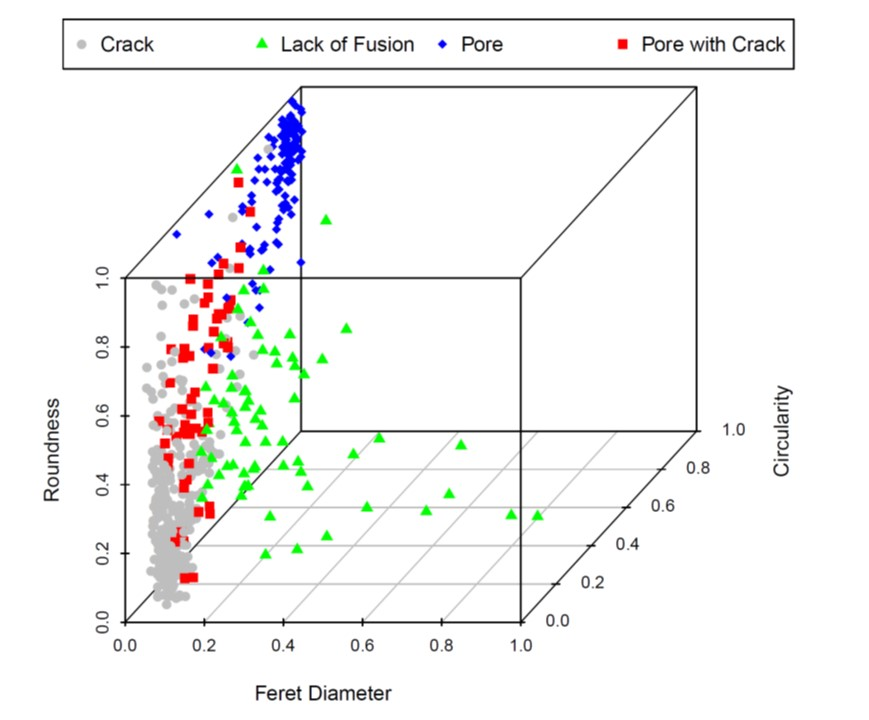 Crack Lack of Fusion Pore Pore with Crack
Roundness
1.0
0.8
0.6
0.4
0.2
0.0
0.0 0.2 0.4 0.6 0.8 1.0
Feret Diameter
1.0
0.8
0.6
0.4
0.2
0.0
Circularity